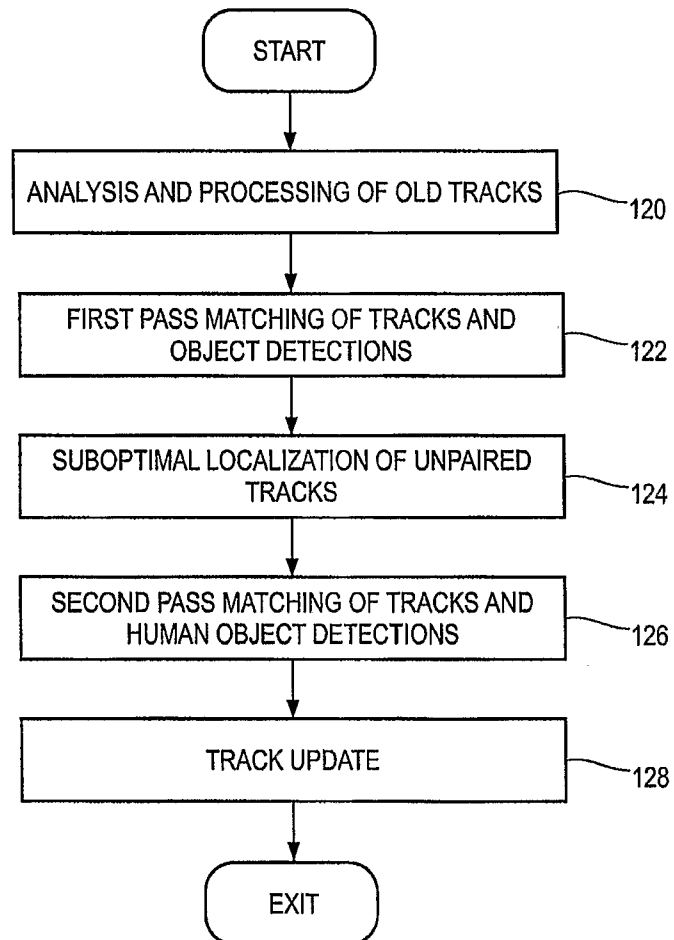 START
ANALYSIS AND PROCESSING OF OLD TRACKS
120
FIRST PASS MATCHING OF TRACKS AND
OBJECT DETECTIONS
122
SUBOPTIMAL LOCALIZATION OF UNPAIRED
TRACKS
124
SECOND PASS MATCHING OF TRACKS AND
HUMAN OBJECT DETECTIONS
126
TRACK UPDATE
128
EXIT